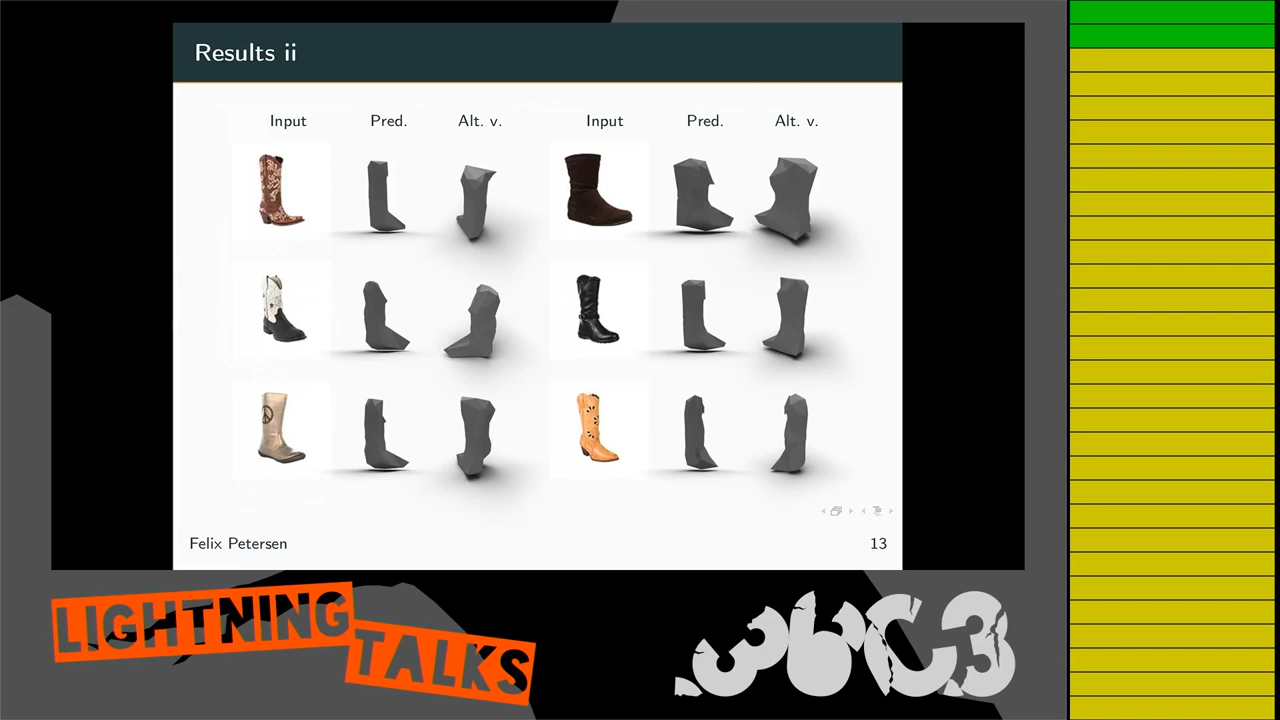 Results ii
Input Pred. Alt. v. Input Pred. Alt. v.
Felix Petersen
13
LIGHTNING
TALKS
36C3